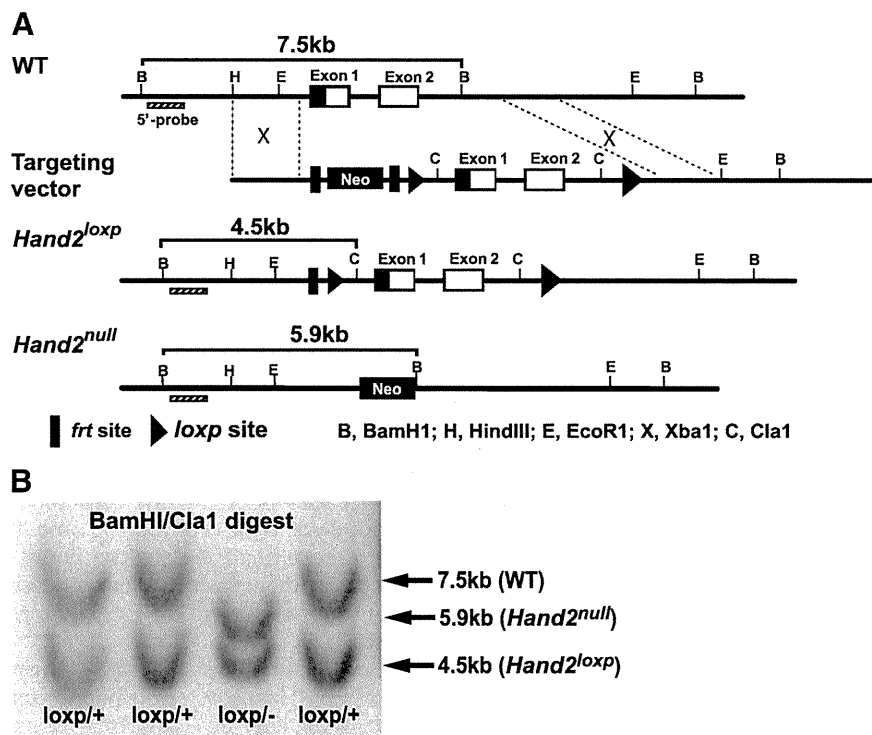 A
WT
7.5kb
B H E Exon 1 Exon 2 B E B
5'-probe
X X
Targeting vector
Neo C Exon 1 Exon 2 C E B
Hand2loxp
4.5kb
B H E C Exon 1 Exon 2 C E B
Hand2null
5.9kb
B H E Neo B E B
frt site loxp site B, BamH1; H, HindIII; E, EcoR1; X, Xba1; C, Cla1
B
BamHI/Cla1 digest
7.5kb (WT)
5.9kb (Hand2null)
4.5kb (Hand2loxp)
loxp/+ loxp/+ loxp/- loxp/+